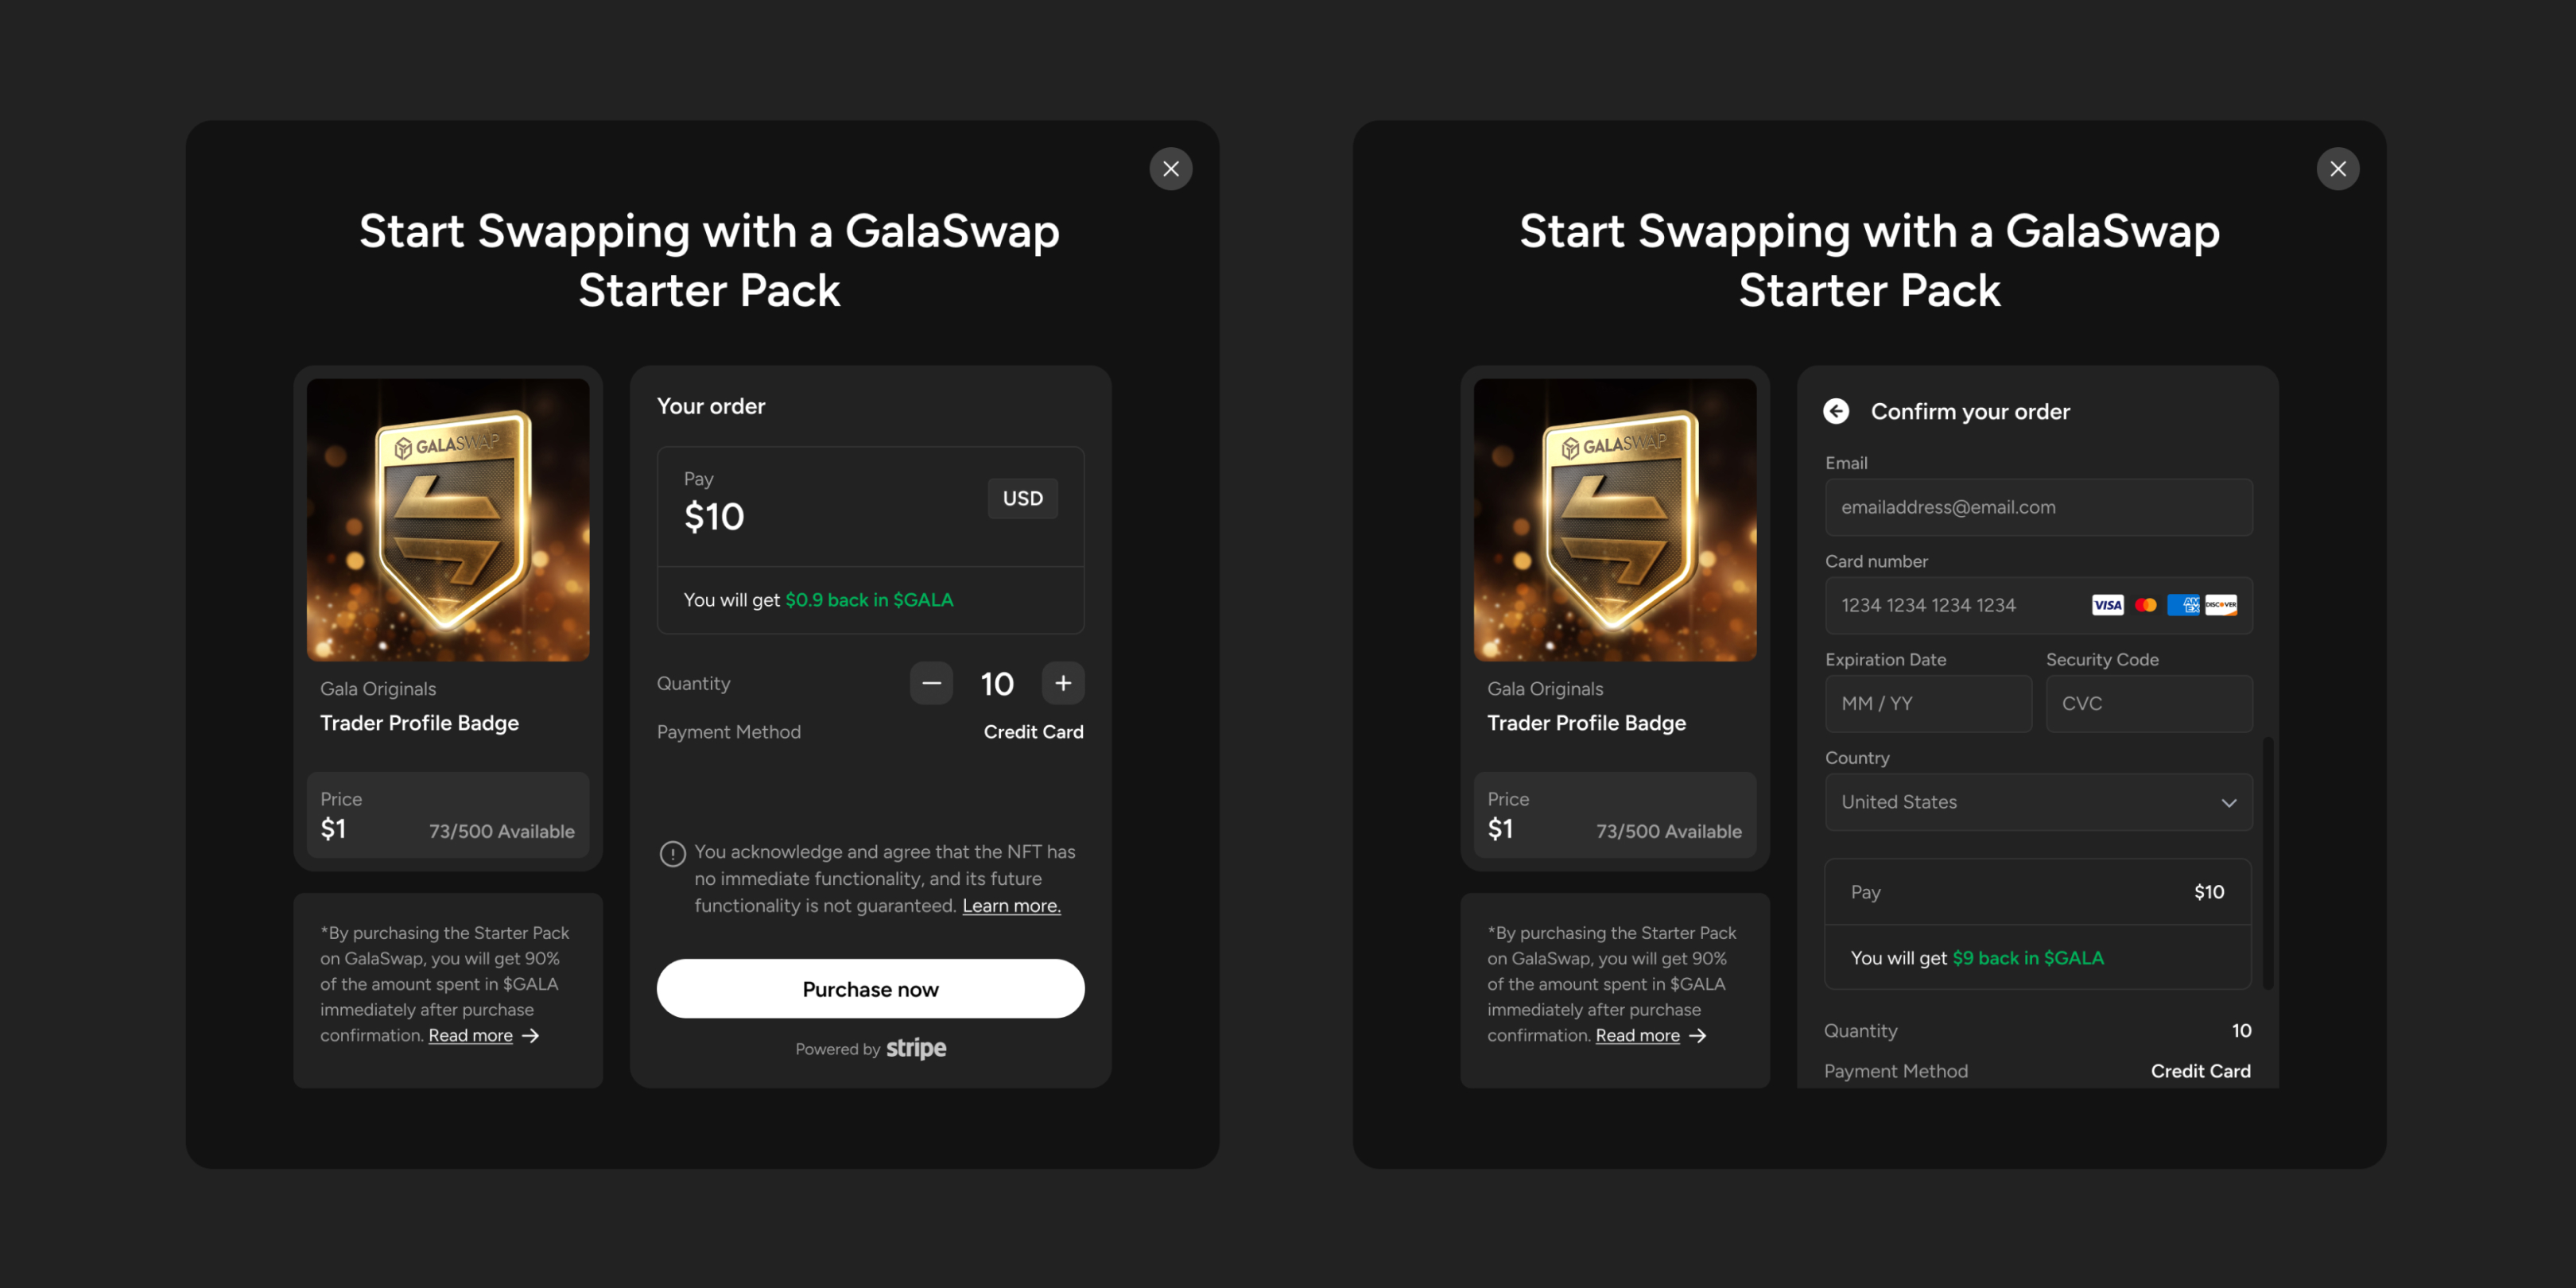 Start Swapping with a GalaSwap
Starter Pack
GALASWAP
Gala Originals
Trader Profile Badge
Price
$1
73/500 Available
*By purchasing the Starter Pack
on GalaSwap, you will get 90%
of the amount spent in $GALA
immediately after purchase
confirmation. Read more →
Your order
Pay
$10
USD
You will get $0.9 back in $GALA
Quantity
− 10 +
Payment Method Credit Card
You acknowledge and agree that the NFT has
no immediate functionality, and its future
functionality is not guaranteed. Learn more.
Purchase now
Powered by stripe
Start Swapping with a GalaSwap
Starter Pack
GALASWAP
Gala Originals
Trader Profile Badge
Price
$1
73/500 Available
*By purchasing the Starter Pack
on GalaSwap, you will get 90%
of the amount spent in $GALA
immediately after purchase
confirmation. Read more →
Confirm your order
Email
emailaddress@email.com
Card number
1234 1234 1234 1234 VISA AMEX DISCOVER
Expiration Date Security Code
MM / YY CVC
Country
United States
Pay $10
You will get $9 back in $GALA
Quantity 10
Payment Method Credit Card